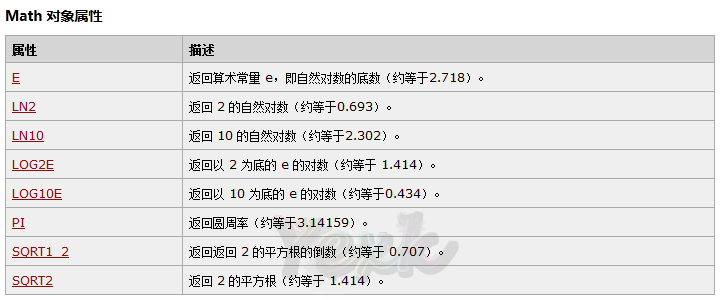 Math 对象属性
属性 描述
E 返回算术常量 e，即自然对数的底数（约等于2.718）。
LN2 返回 2 的自然对数（约等于0.693）。
LN10 返回 10 的自然对数（约等于2.302）。
LOG2E 返回以 2 为底的 e 的对数（约等于 1.414）。
LOG10E 返回以 10 为底的 e 的对数（约等于0.434）。
PI 返回圆周率（约等于3.14159）。
SQRT1_2 返回返回 2 的平方根的倒数（约等于 0.707）。
SQRT2 返回 2 的平方根（约等于 1.414）。